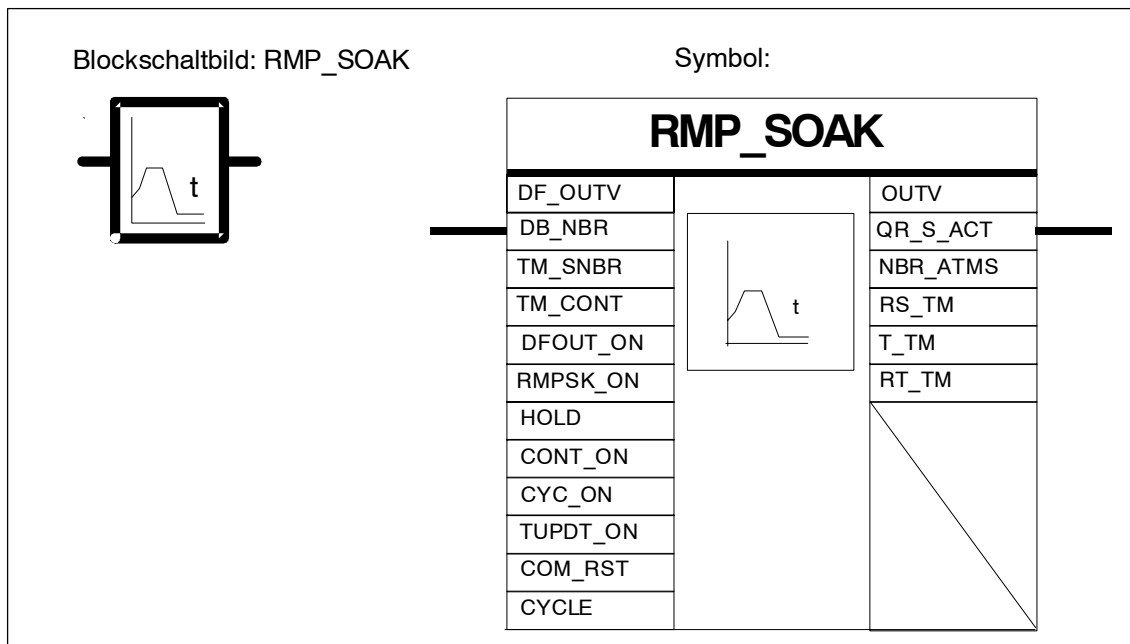 Blockschaltbild: RMP_SOAK
t
Symbol:
RMP_SOAK
DF_OUTV
DB_NBR
TM_SNBR
TM_CONT
DFOUT_ON
RMPSK_ON
HOLD
CONT_ON
CYC_ON
TUPDT_ON
COM_RST
CYCLE
t
OUTV
QR_S_ACT
NBR_ATMS
RS_TM
T_TM
RT_TM